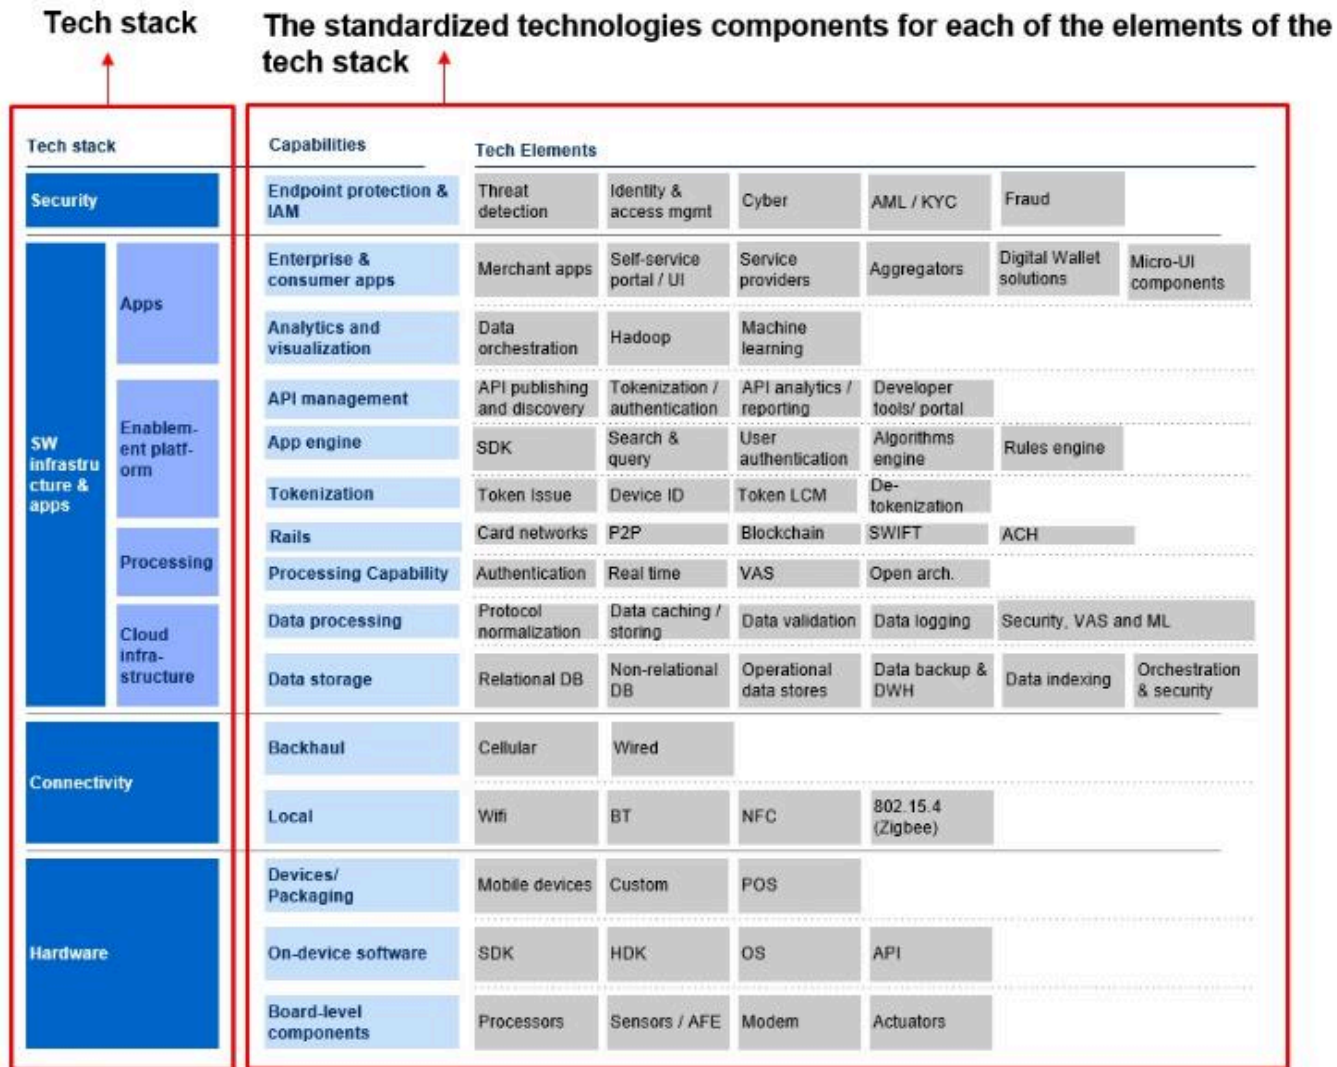 Tech stack
The standardized technologies components for each of the elements of the
tech stack
Tech stack
Capabilities
Tech Elements
Security
Endpoint protection &
IAM
Threat
detection
Identity &
access mgmt
Cyber
AML / KYC
Fraud
SW
infrastru
cture &
apps
Apps
Enterprise &
consumer apps
Merchant apps
Self-service
portal / UI
Service
providers
Aggregators
Digital Wallet
solutions
Micro-UI
components
Analytics and
visualization
Data
orchestration
Hadoop
Machine
learning
Enablem-
ent platf-
orm
API management
API publishing
and discovery
Tokenization /
authentication
API analytics /
reporting
Developer
tools/ portal
App engine
SDK
Search &
query
User
authentication
Algorithms
engine
Rules engine
Tokenization
Token Issue
Device ID
Token LCM
De-
tokenization
Processing
Rails
Card networks
P2P
Blockchain
SWIFT
ACH
Processing Capability
Authentication
Real time
VAS
Open arch.
Cloud
infra-
structure
Data processing
Protocol
normalization
Data caching /
storing
Data validation
Data logging
Security, VAS and ML
Data storage
Relational DB
Non-relational
DB
Operational
data stores
Data backup &
DWH
Data indexing
Orchestration
& security
Connectivity
Backhaul
Cellular
Wired
Local
Wifi
BT
NFC
802.15.4
(Zigbee)
Hardware
Devices/
Packaging
Mobile devices
Custom
POS
On-device software
SDK
HDK
OS
API
Board-level
components
Processors
Sensors / AFE
Modem
Actuators